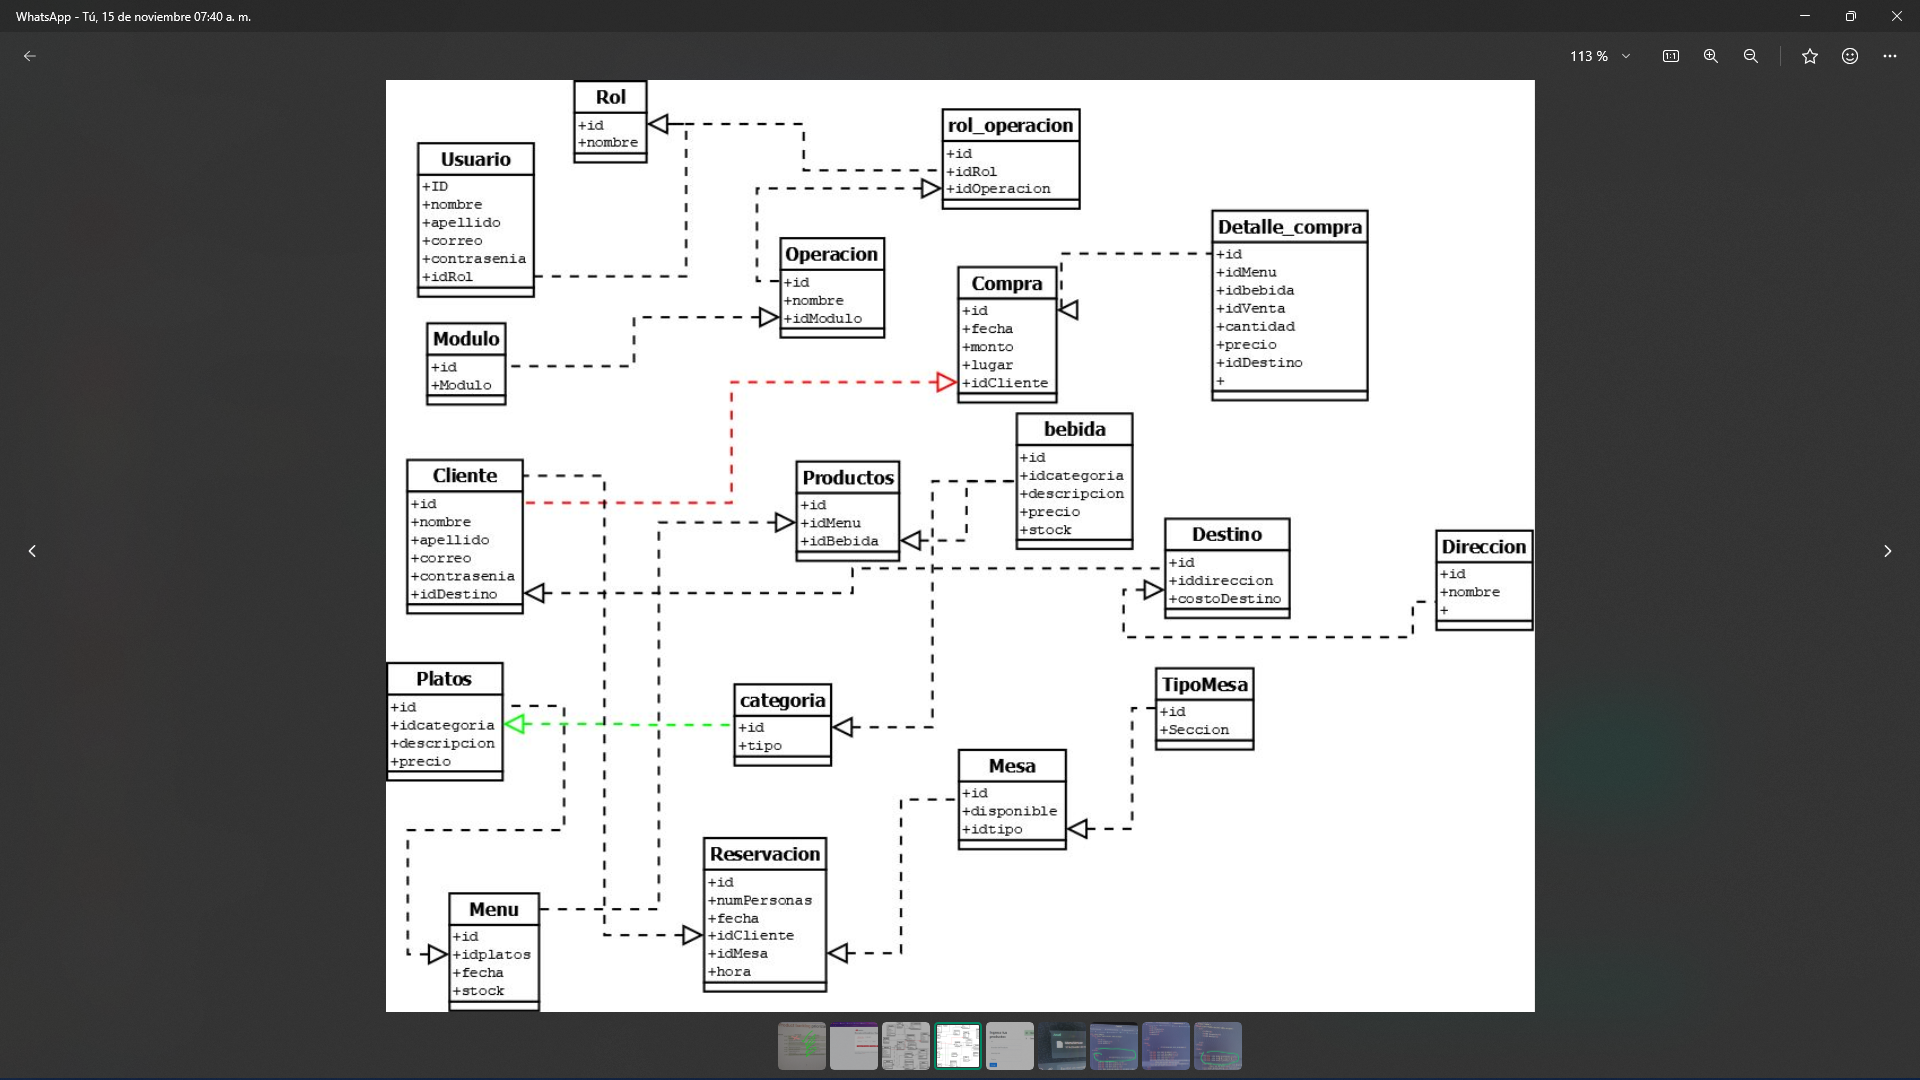 WhatsApp - Tú, 15 de noviembre 07:40 a. m.
113 %
1:1
Rol
+id
+nombre
rol_operacion
+id
+idRol
+idOperacion
Usuario
+ID
+nombre
+apellido
+correo
+contrasenia
+idRol
Operacion
+id
+nombre
+idModulo
Detalle_compra
+id
+idMenu
+idbebida
+idVenta
+cantidad
+precio
+idDestino
+
Compra
+id
+fecha
+monto
+lugar
+idCliente
Modulo
+id
+Modulo
bebida
+id
+idcategoria
+descripcion
+precio
+stock
Cliente
+id
+nombre
+apellido
+correo
+contrasenia
+idDestino
Productos
+id
+idMenu
+idBebida
Destino
+id
+iddireccion
+costoDestino
Direccion
+id
+nombre
+
Platos
+id
+idcategoria
+descripcion
+precio
categoria
+id
+tipo
TipoMesa
+id
+Seccion
Mesa
+id
+disponible
+idtipo
Reservacion
+id
+numPersonas
+fecha
+idCliente
+idMesa
+hora
Menu
+id
+idplatos
+fecha
+stock